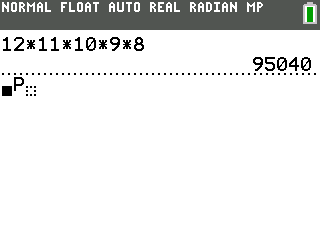 NORMAL FLOAT AUTO REAL RADIAN MP
12*11*10*9*8
95040
P